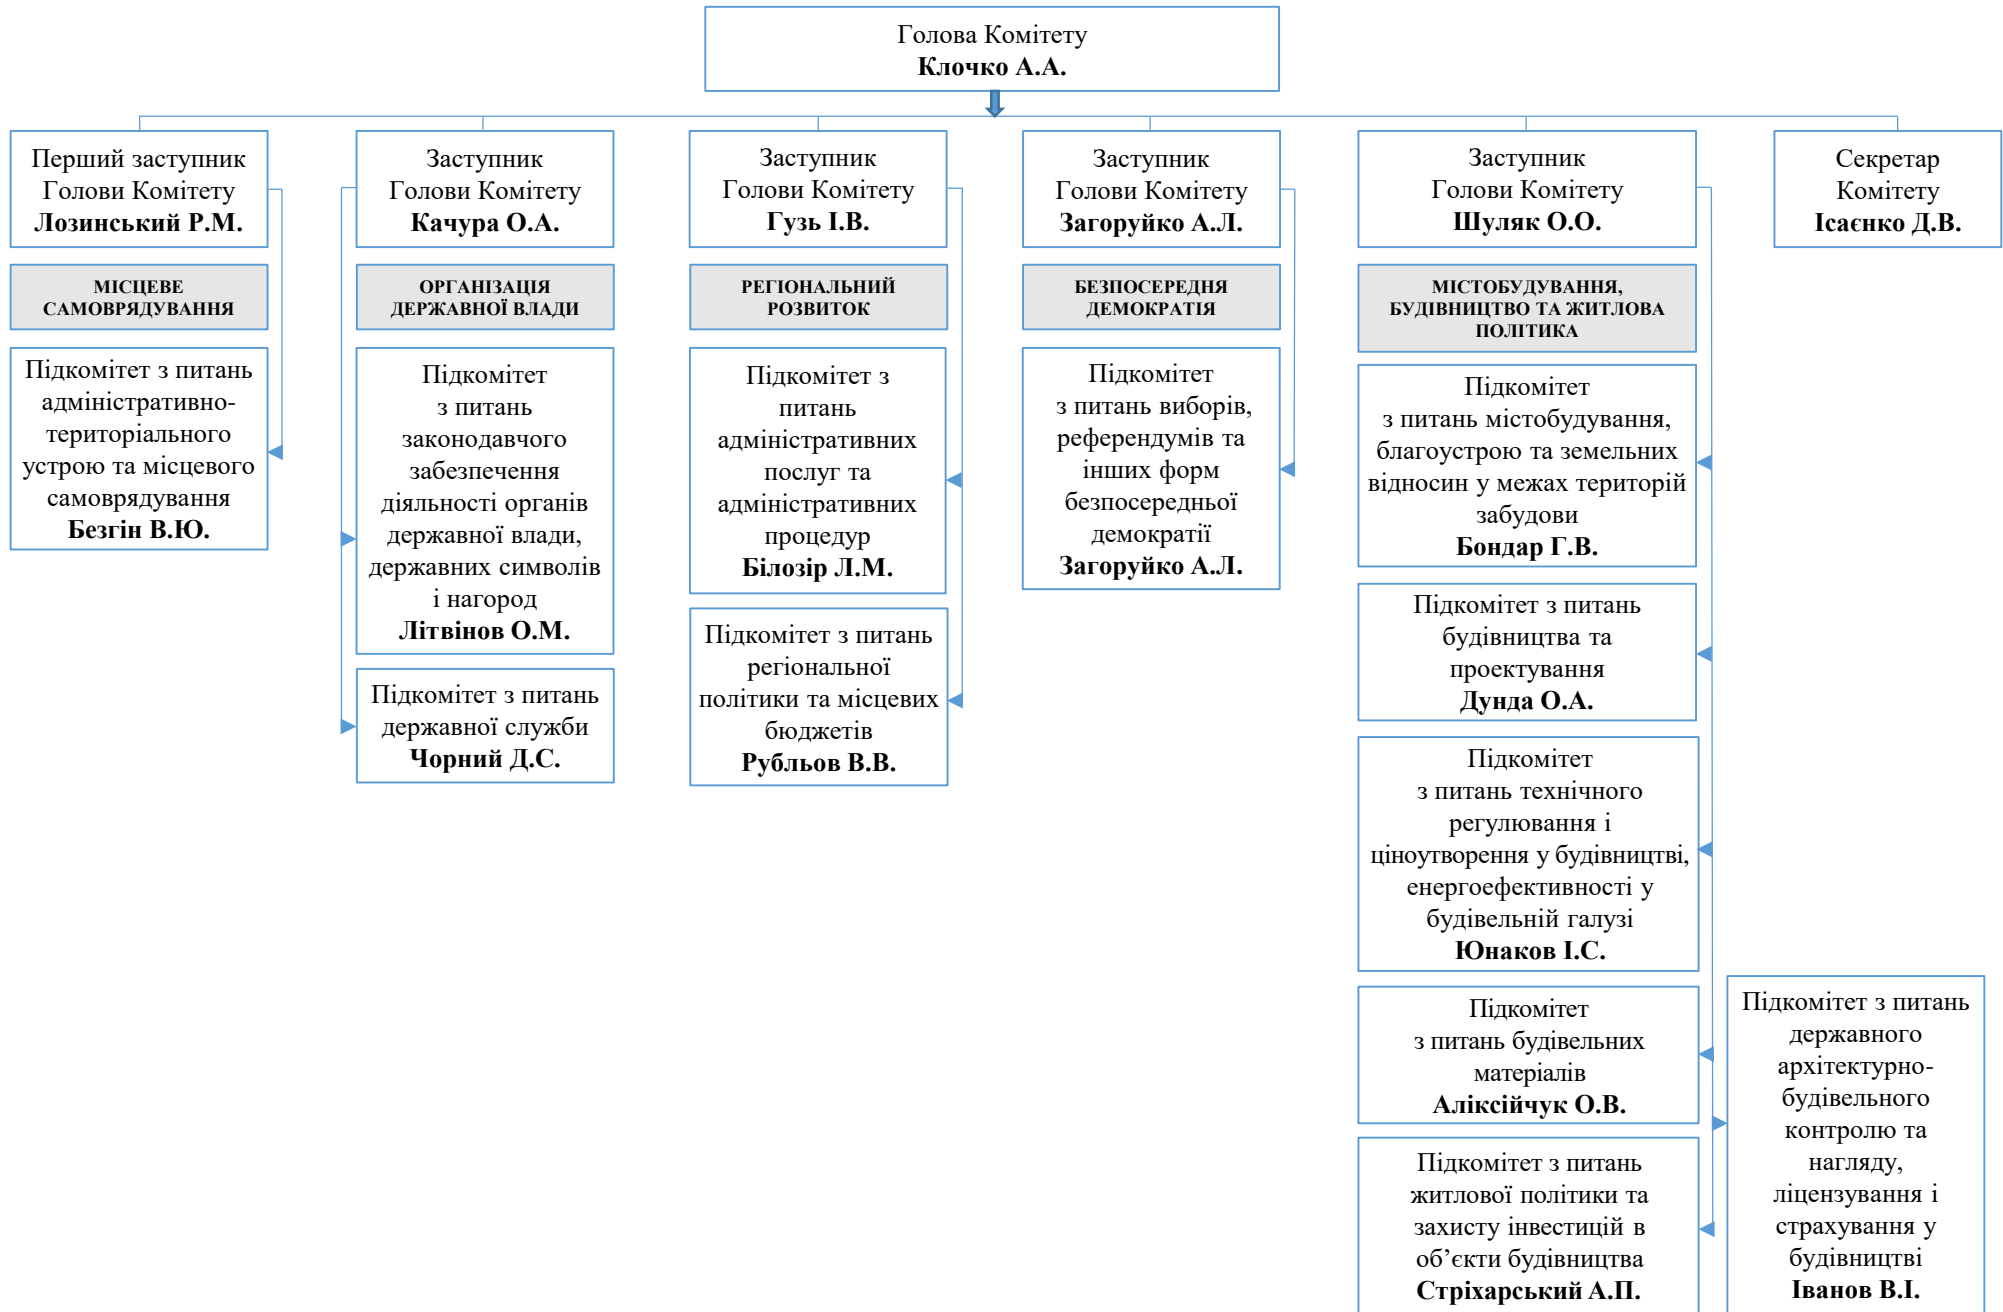 Голова Комітету
Клочко А.А.
Перший заступник
Голови Комітету
Лозинський Р.М.
МІСЦЕВЕ
САМОВРЯДУВАННЯ
Підкомітет з питань
адміністративно-
територіального
устрою та місцевого
самоврядування
Безгін В.Ю.
Заступник
Голови Комітету
Качура О.А.
ОРГАНІЗАЦІЯ
ДЕРЖАВНОЇ ВЛАДИ
Підкомітет
з питань
законодавчого
забезпечення
діяльності органів
державної влади,
державних символів
і нагород
Літвінов О.М.
Підкомітет з питань
державної служби
Чорний Д.С.
Заступник
Голови Комітету
Гузь І.В.
РЕГІОНАЛЬНИЙ
РОЗВИТОК
Підкомітет з
питань
адміністративних
послуг та
адміністративних
процедур
Білозір Л.М.
Підкомітет з питань
регіональної
політики та місцевих
бюджетів
Рубльов В.В.
Заступник
Голови Комітету
Загоруйко А.Л.
БЕЗПОСЕРЕДНЯ
ДЕМОКРАТІЯ
Підкомітет
з питань виборів,
референдумів та
інших форм
безпосередньої
демократії
Загоруйко А.Л.
Заступник
Голови Комітету
Шуляк О.О.
МІСТОБУДУВАННЯ,
БУДІВНИЦТВО ТА ЖИТЛОВА
ПОЛІТИКА
Підкомітет
з питань містобудування,
благоустрою та земельних
відносин у межах територій
забудови
Бондар Г.В.
Підкомітет з питань
будівництва та
проектування
Дунда О.А.
Підкомітет
з питань технічного
регулювання і
ціноутворення у будівництві,
енергоефективності у
будівельній галузі
Юнаков І.С.
Підкомітет
з питань будівельних
матеріалів
Аліксійчук О.В.
Підкомітет з питань
житлової політики та
захисту інвестицій в
об’єкти будівництва
Стріхарський А.П.
Секретар
Комітету
Ісаєнко Д.В.
Підкомітет з питань
державного
архітектурно-
будівельного
контролю та
нагляду,
ліцензування і
страхування у
будівництві
Іванов В.І.